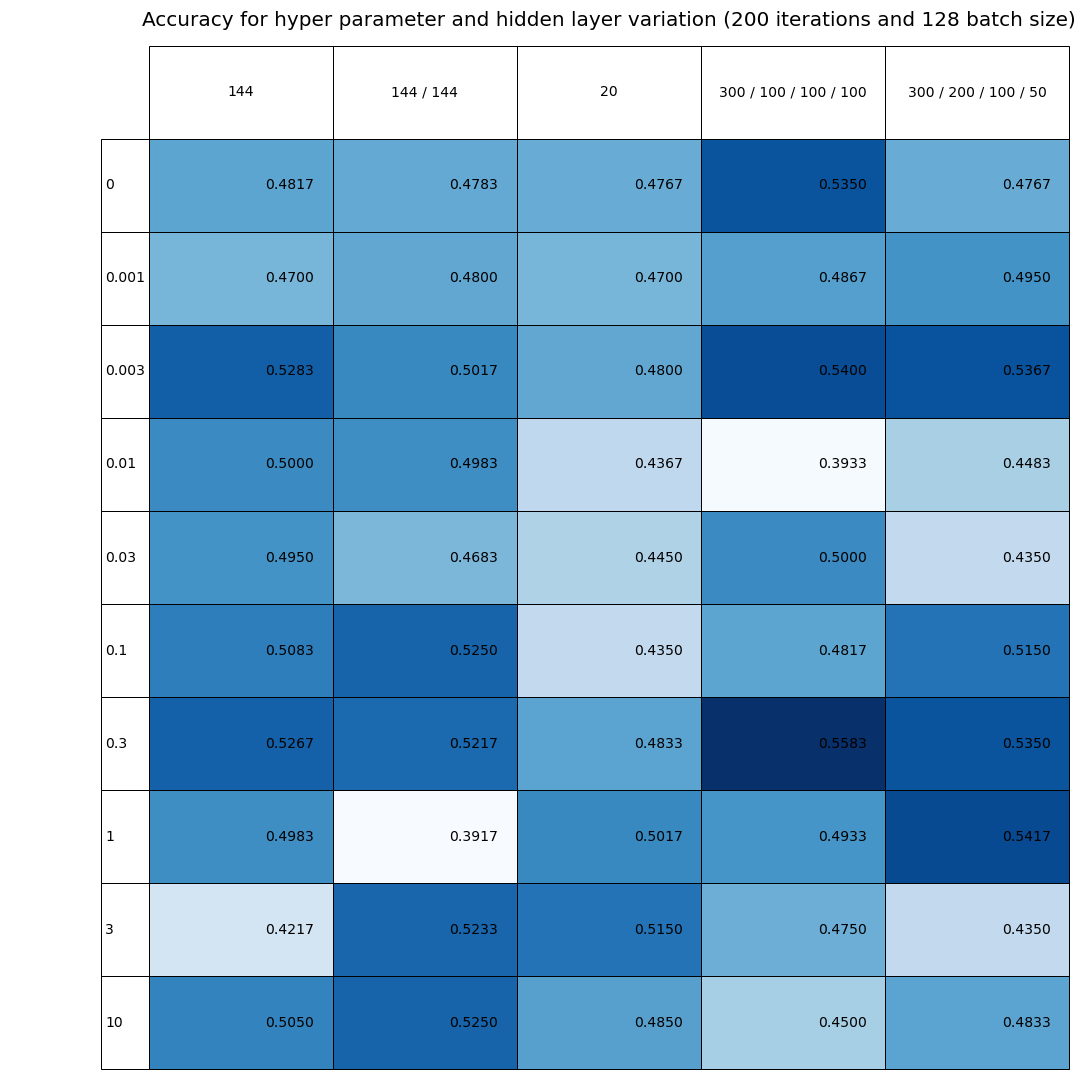 Accuracy for hyper parameter and hidden layer variation (200 iterations and 128 batch size)
144 144 / 144 20 300 / 100 / 100 / 100 300 / 200 / 100 / 50
0 0.4817 0.4783 0.4767 0.5350 0.4767
0.001 0.4700 0.4800 0.4700 0.4867 0.4950
0.003 0.5283 0.5017 0.4800 0.5400 0.5367
0.01 0.5000 0.4983 0.4367 0.3933 0.4483
0.03 0.4950 0.4683 0.4450 0.5000 0.4350
0.1 0.5083 0.5250 0.4350 0.4817 0.5150
0.3 0.5267 0.5217 0.4833 0.5583 0.5350
1 0.4983 0.3917 0.5017 0.4933 0.5417
3 0.4217 0.5233 0.5150 0.4750 0.4350
10 0.5050 0.5250 0.4850 0.4500 0.4833